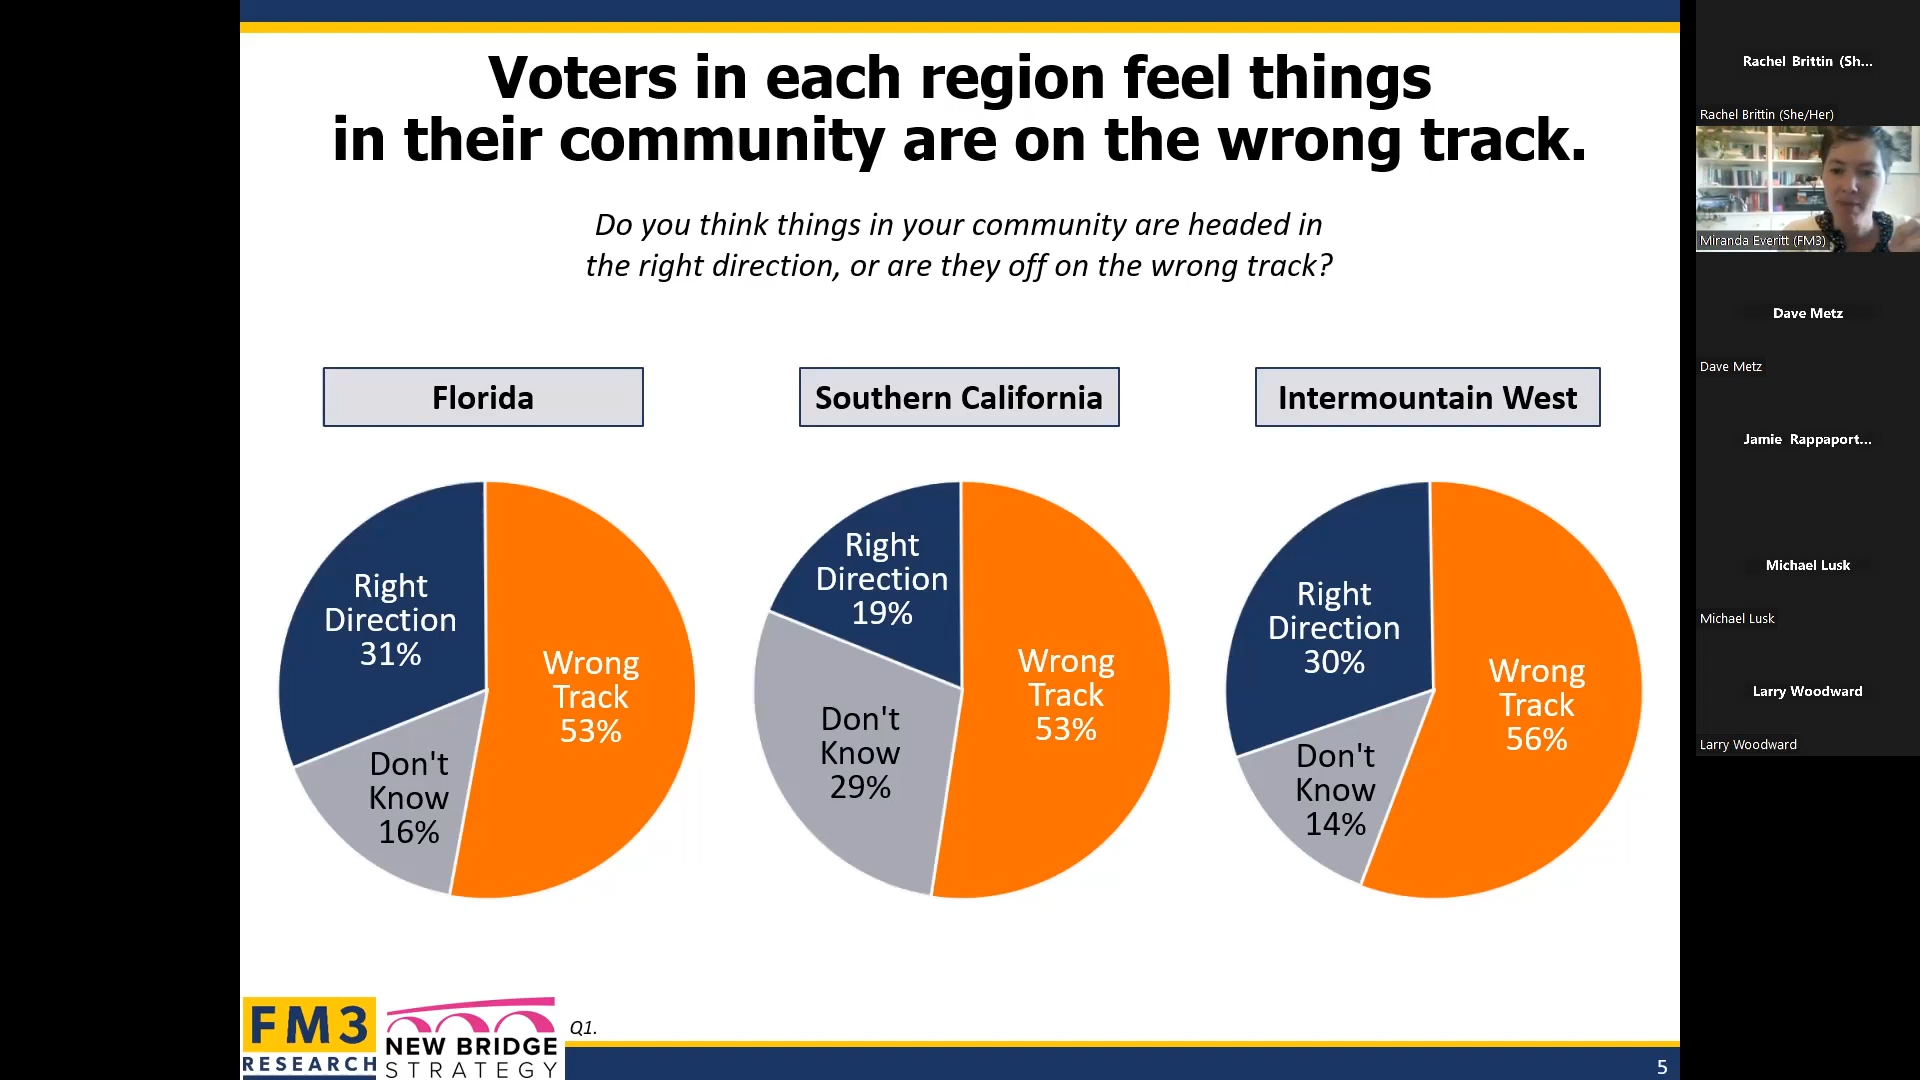 Voters in each region feel things
in their community are on the wrong track.
Do you think things in your community are headed in
the right direction, or are they off on the wrong track?
Florida
Right
Direction
31%
Wrong
Track
53%
Don't
Know
16%
Southern California
Right
Direction
19%
Wrong
Track
53%
Don't
Know
29%
Intermountain West
Right
Direction
30%
Wrong
Track
56%
Don't
Know
14%
FM3
RESEARCH
NEW BRIDGE
STRATEGY
Q1.
5
Rachel Brittin (Sh...
Rachel Brittin (She/Her)
Miranda Everitt (FM3)
Dave Metz
Dave Metz
Jamie Rappaport...
Michael Lusk
Michael Lusk
Larry Woodward
Larry Woodward